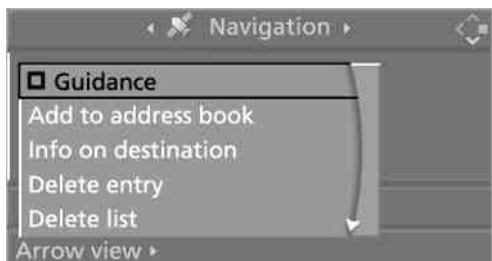 Navigation
Guidance
Add to address book
Info on destination
Delete entry
Delete list
Arrow view